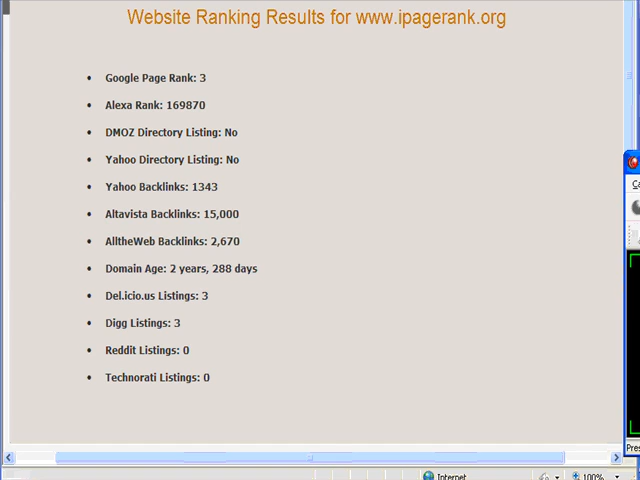 Website Ranking Results for www.ipagerank.org
• Google Page Rank: 3
• Alexa Rank: 169870
• DMOZ Directory Listing: No
• Yahoo Directory Listing: No
• Yahoo Backlinks: 1343
• Altavista Backlinks: 15,000
• AlltheWeb Backlinks: 2,670
• Domain Age: 2 years, 288 days
• Del.icio.us Listings: 3
• Digg Listings: 3
• Reddit Listings: 0
• Technorati Listings: 0
Internet
100%